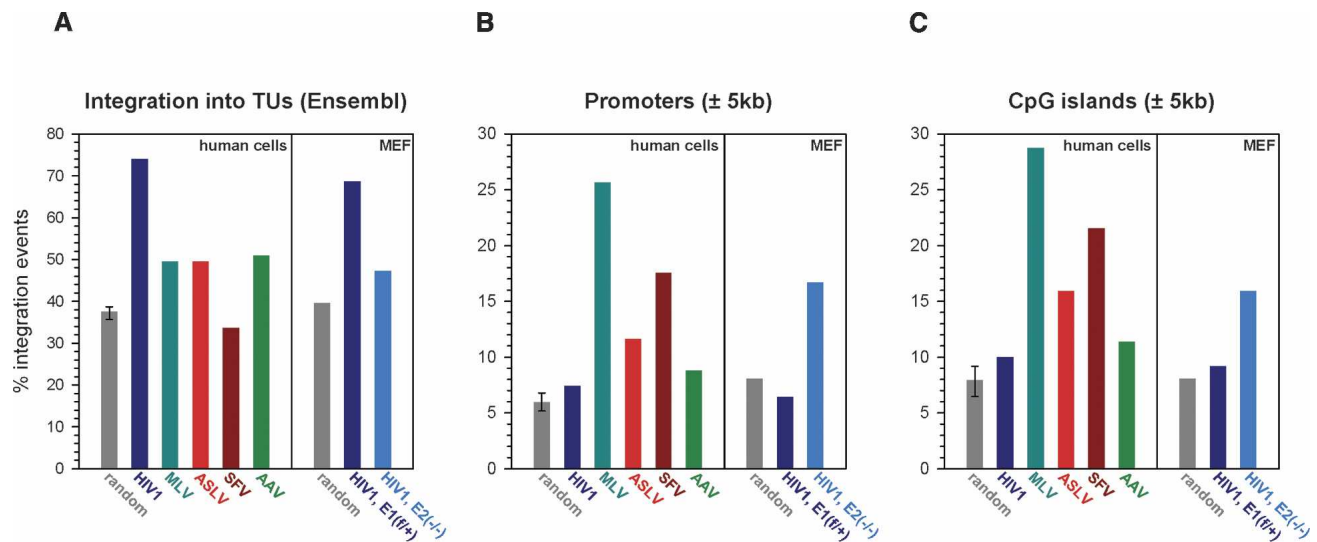 A
B
C
Integration into TUs (Ensembl)
Promoters (± 5kb)
CpG islands (± 5kb)
% integration events
80
70
60
50
40
30
20
10
0
human cells
MEF
random
HIV1
MLV
ASLV
SFV
AAV
random
HIV1, E1(f/+)
HIV1, E2(-/-)
30
25
20
15
10
5
0
human cells
MEF
random
HIV1
MLV
ASLV
SFV
AAV
random
HIV1, E1(f/+)
HIV1, E2(-/-)
30
25
20
15
10
5
0
human cells
MEF
random
HIV1
MLV
ASLV
SFV
AAV
random
HIV1, E1(f/+)
HIV1, E2(-/-)